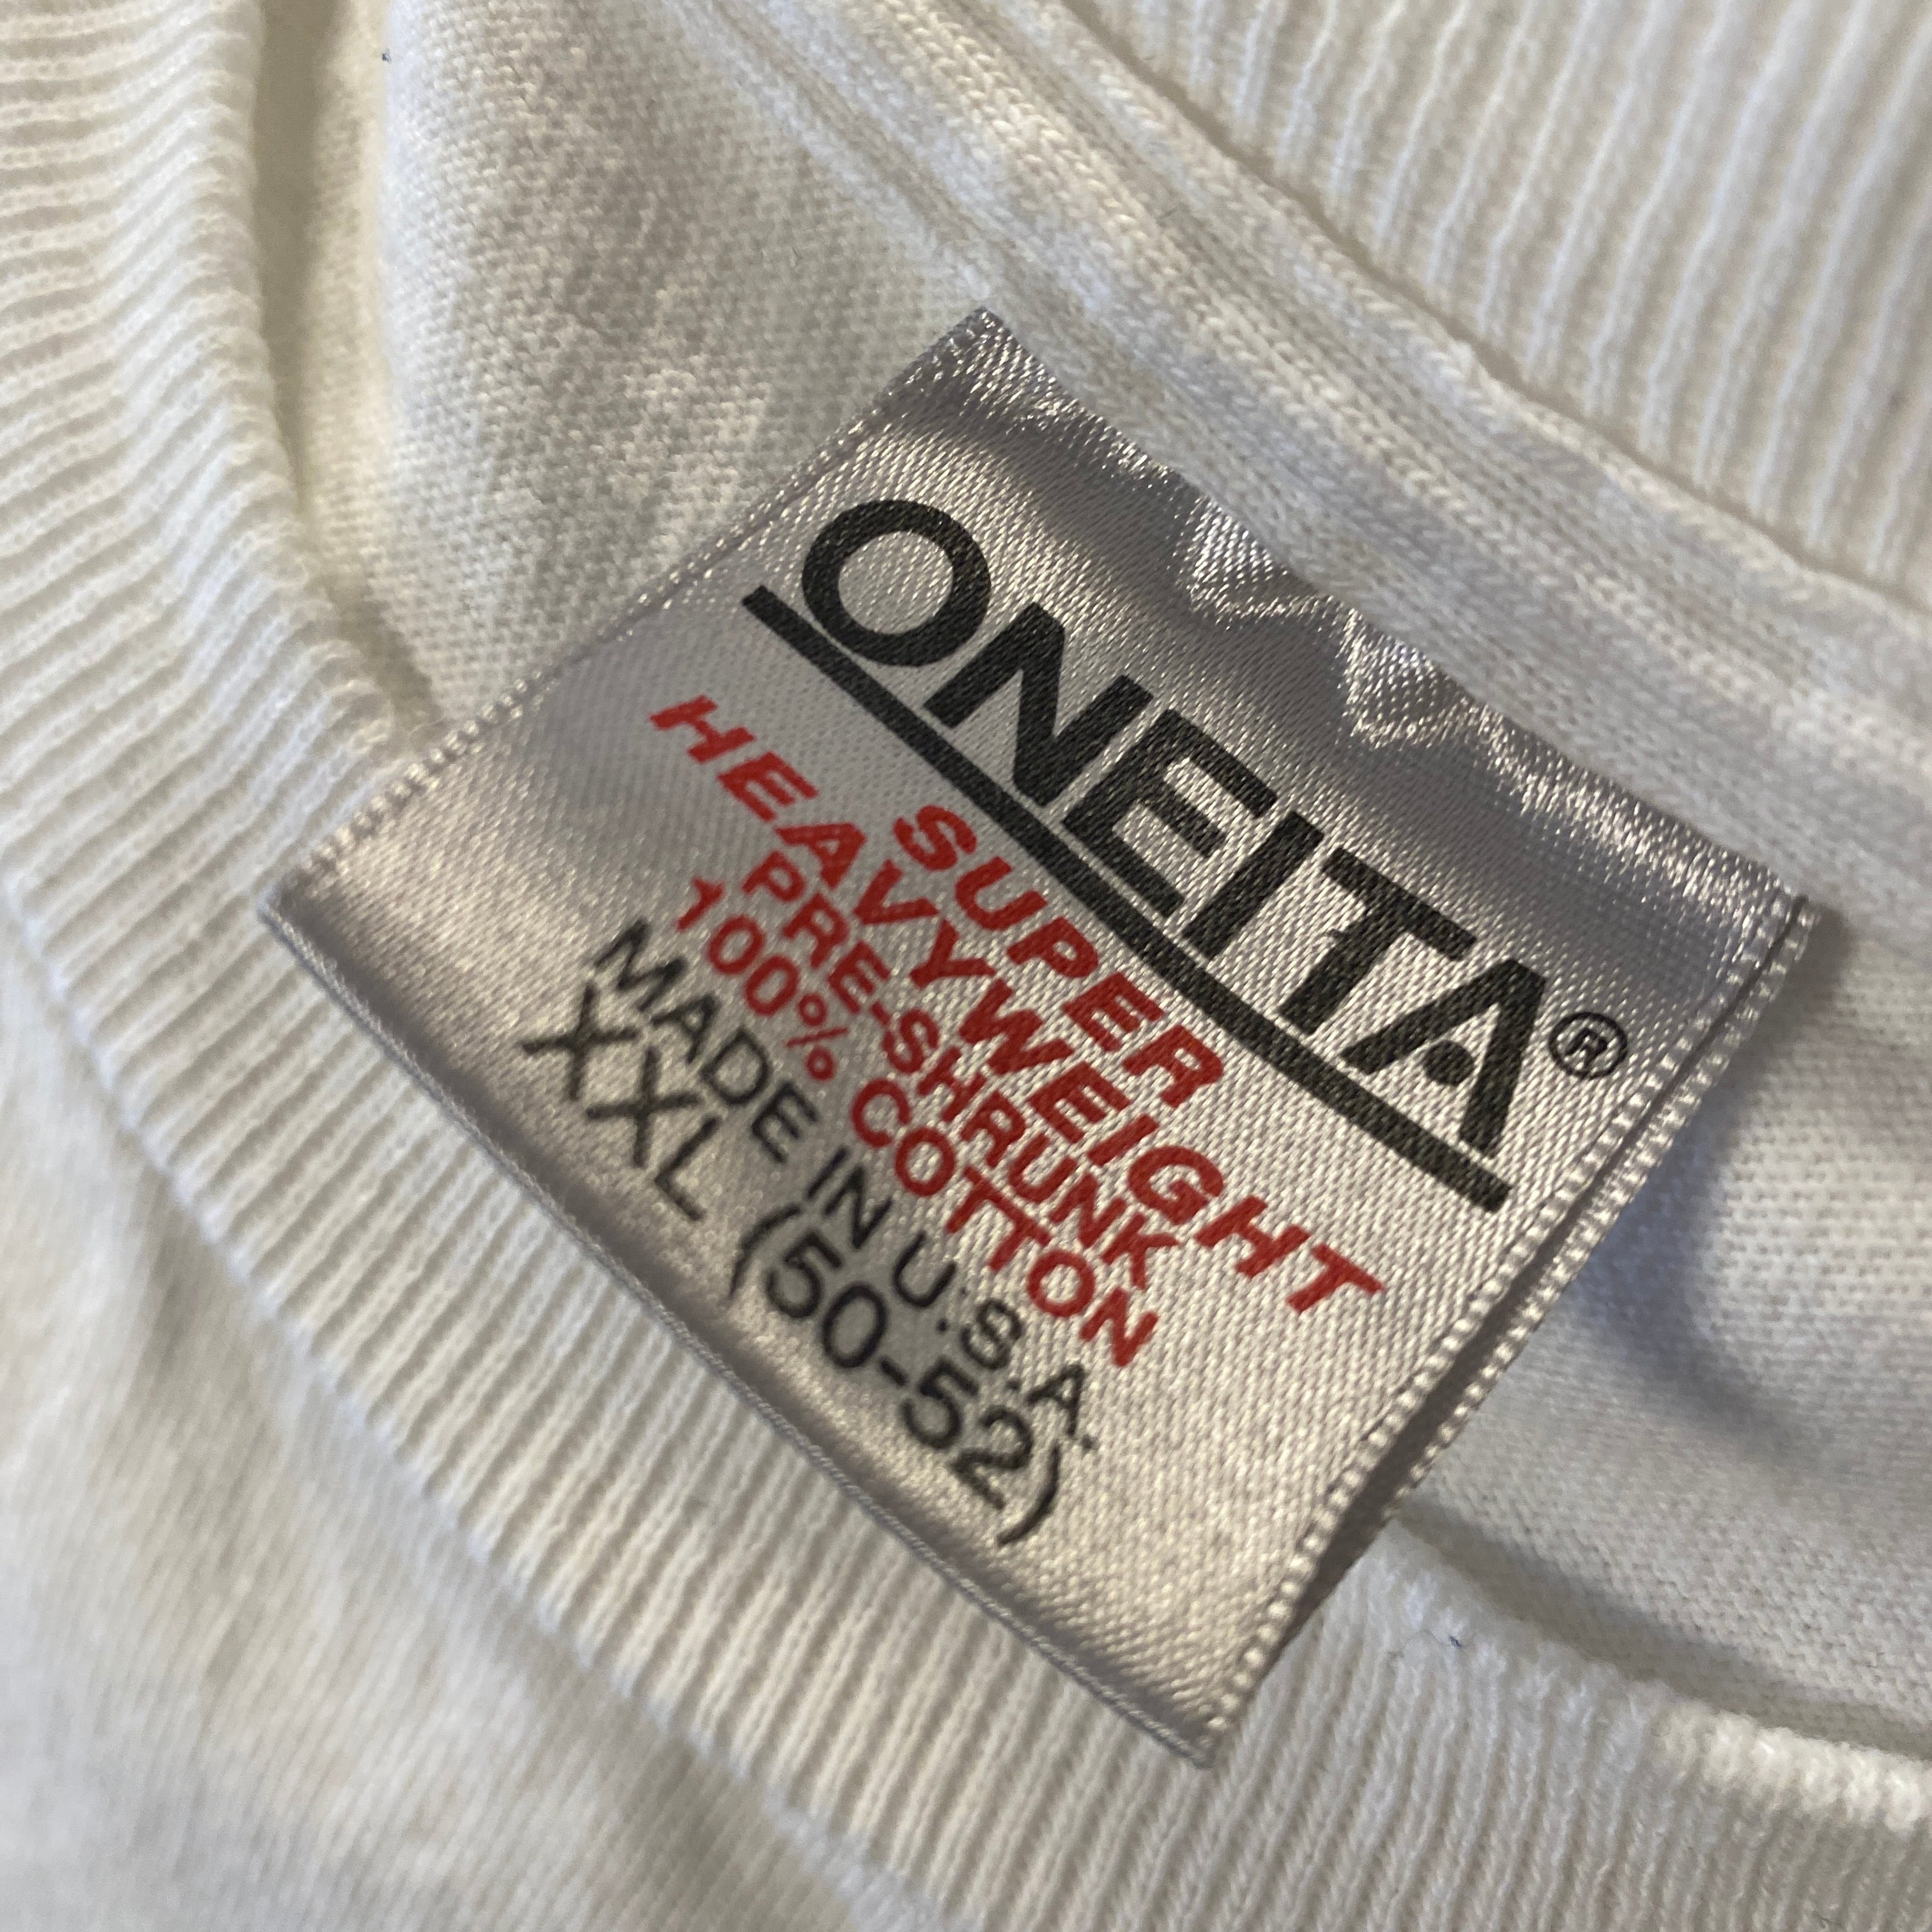 ONEITA®
SUPER
HEAVYWEIGHT
PRE-SHRUNK
100% COTTON
MADE IN U.S.A.
XXL (50-52)